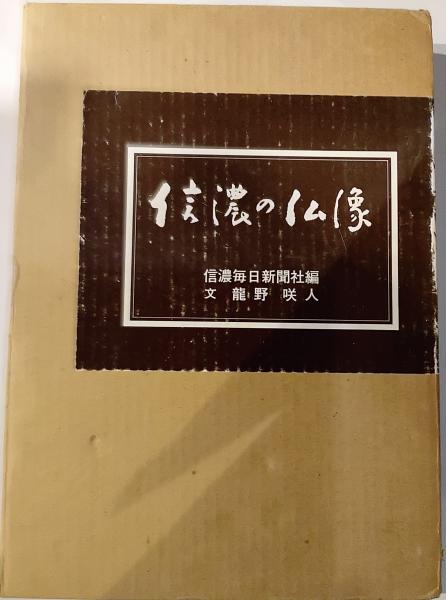 信濃の仏像
信濃毎日新聞社編
文 龍野 咲人